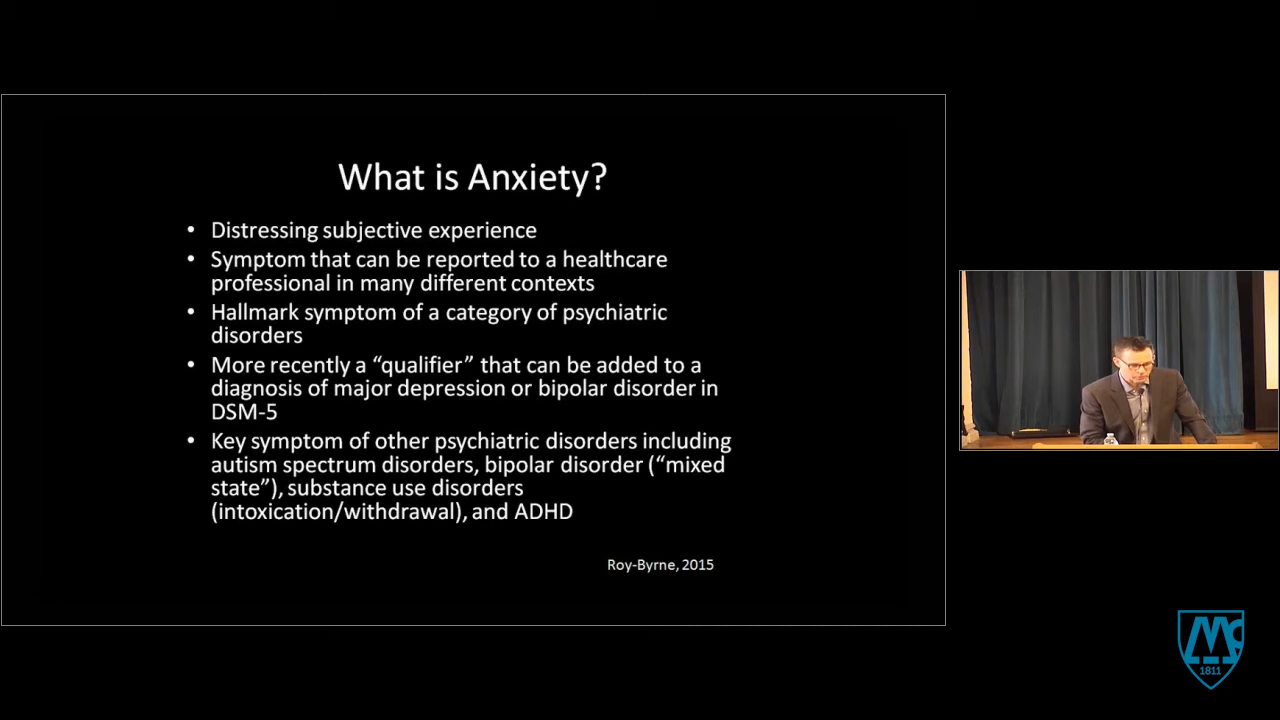 What is Anxiety?
• Distressing subjective experience
• Symptom that can be reported to a healthcare
professional in many different contexts
• Hallmark symptom of a category of psychiatric
disorders
• More recently a “qualifier” that can be added to a
diagnosis of major depression or bipolar disorder in
DSM-5
• Key symptom of other psychiatric disorders including
autism spectrum disorders, bipolar disorder (“mixed
state”), substance use disorders
(intoxication/withdrawal), and ADHD
Roy-Byrne, 2015
Mc
1811